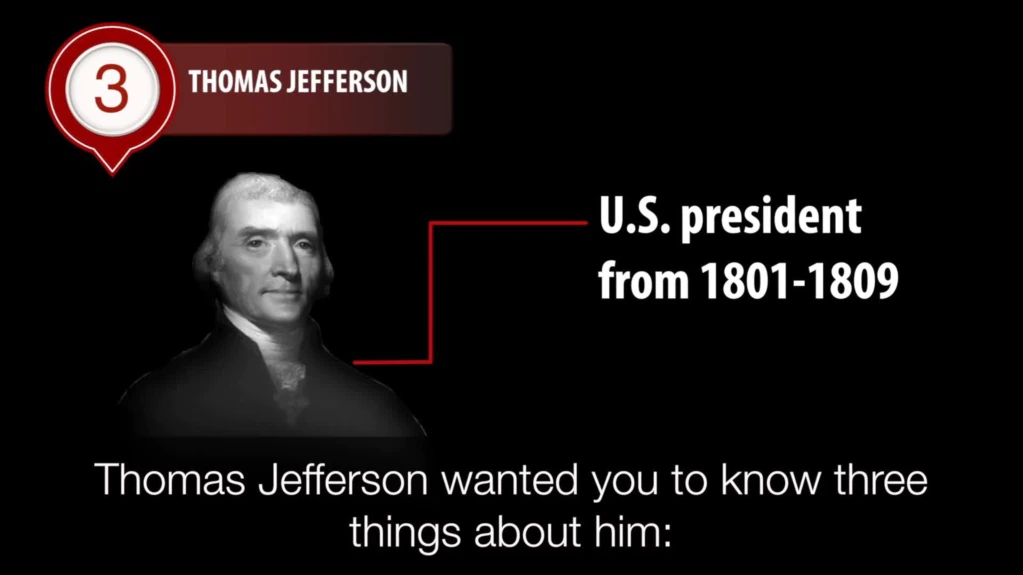 3
THOMAS JEFFERSON
U.S. president
from 1801-1809
Thomas Jefferson wanted you to know three
things about him: